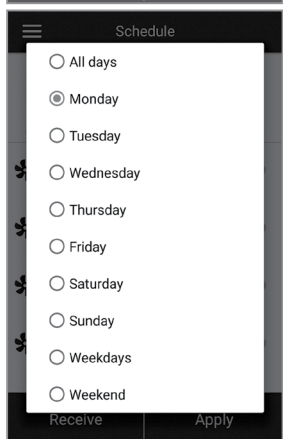 Schedule
All days
Monday
Tuesday
Wednesday
Thursday
Friday
Saturday
Sunday
Weekdays
Weekend
Receive
Apply